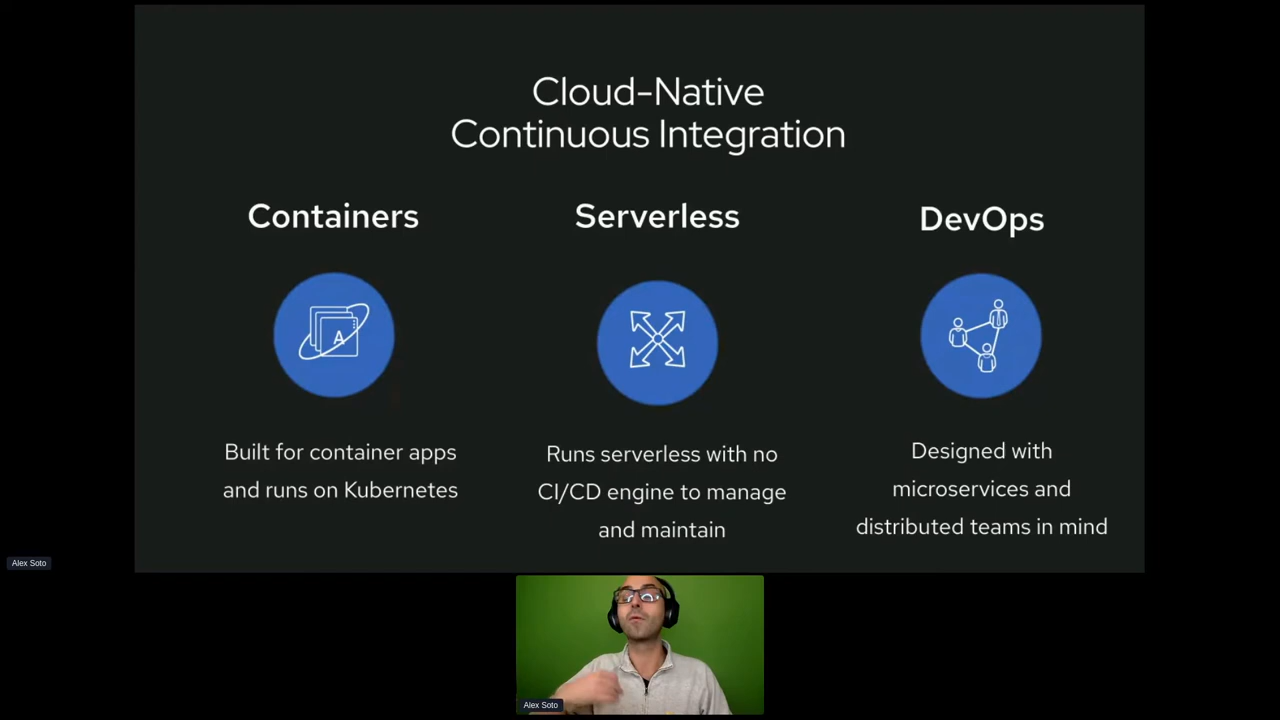 Cloud-Native
Continuous Integration
Containers
Serverless
DevOps
A
Built for container apps
and runs on Kubernetes
Runs serverless with no
CI/CD engine to manage
and maintain
Designed with
microservices and
distributed teams in mind
Alex Soto
Alex Soto